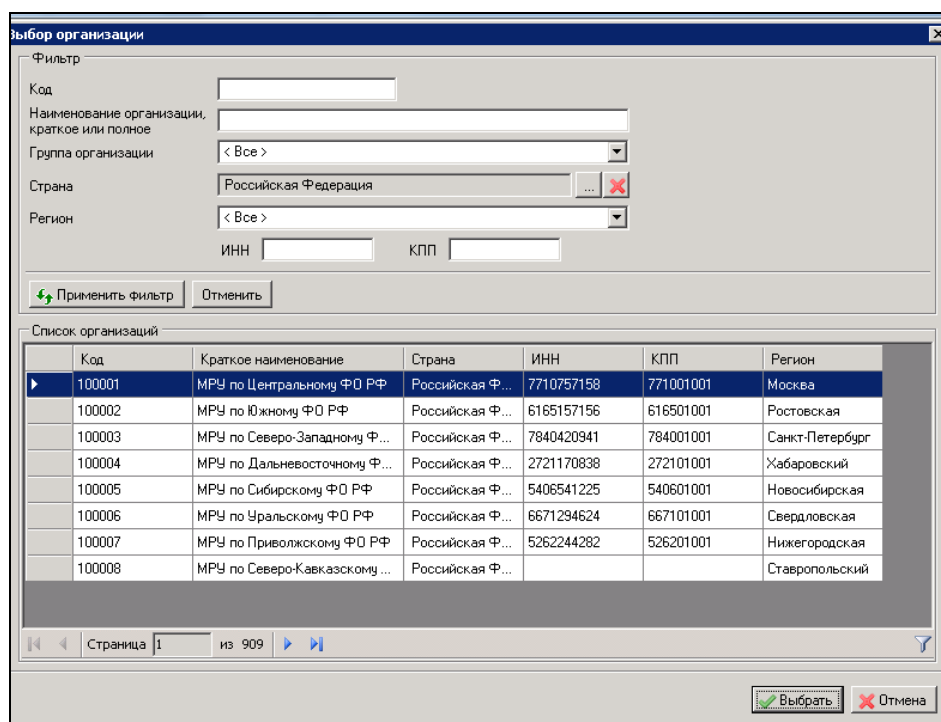 Выбор организации
Фильтр
Код
Наименование организации,
краткое или полное
Группа организации < Все >
Страна Российская Федерация ...
Регион < Все >
ИНН КПП
Применить фильтр Отменить
Список организаций
Код Краткое наименование Страна ИНН КПП Регион
100001 МРУ по Центральному ФО РФ Российская Ф... 7710757158 771001001 Москва
100002 МРУ по Южному ФО РФ Российская Ф... 6165157156 616501001 Ростовская
100003 МРУ по Северо-Западному Ф... Российская Ф... 7840420941 784001001 Санкт-Петербург
100004 МРУ по Дальневосточному Ф... Российская Ф... 2721170838 272101001 Хабаровский
100005 МРУ по Сибирскому ФО РФ Российская Ф... 5406541225 540601001 Новосибирская
100006 МРУ по Уральскому ФО РФ Российская Ф... 6671294624 667101001 Свердловская
100007 МРУ по Приволжскому ФО РФ Российская Ф... 5262244282 526201001 Нижегородская
100008 МРУ по Северо-Кавказскому ... Российская Ф... Ставропольский
Страница 1 из 909
Выбрать Отмена